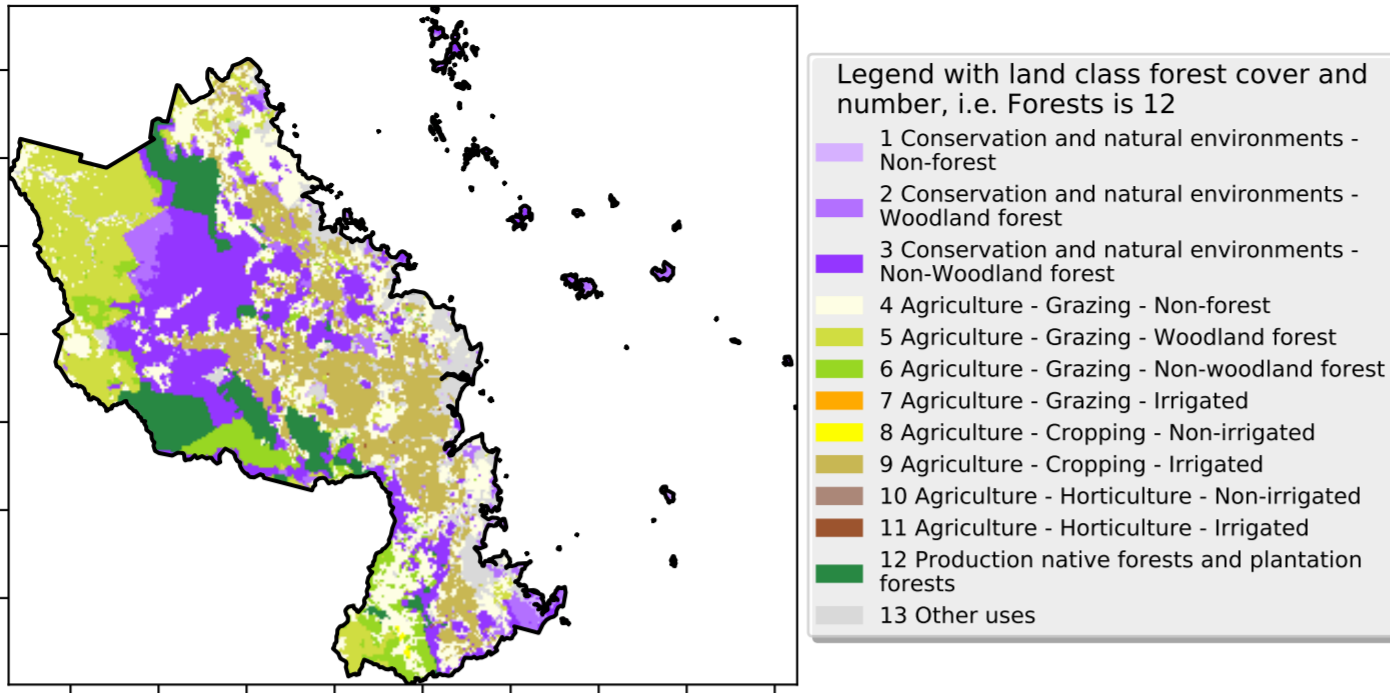 Legend with land class forest cover and
number, i.e. Forests is 12
1 Conservation and natural environments -
Non-forest
2 Conservation and natural environments -
Woodland forest
3 Conservation and natural environments -
Non-Woodland forest
4 Agriculture - Grazing - Non-forest
5 Agriculture - Grazing - Woodland forest
6 Agriculture - Grazing - Non-woodland forest
7 Agriculture - Grazing - Irrigated
8 Agriculture - Cropping - Non-irrigated
9 Agriculture - Cropping - Irrigated
10 Agriculture - Horticulture - Non-irrigated
11 Agriculture - Horticulture - Irrigated
12 Production native forests and plantation
forests
13 Other uses